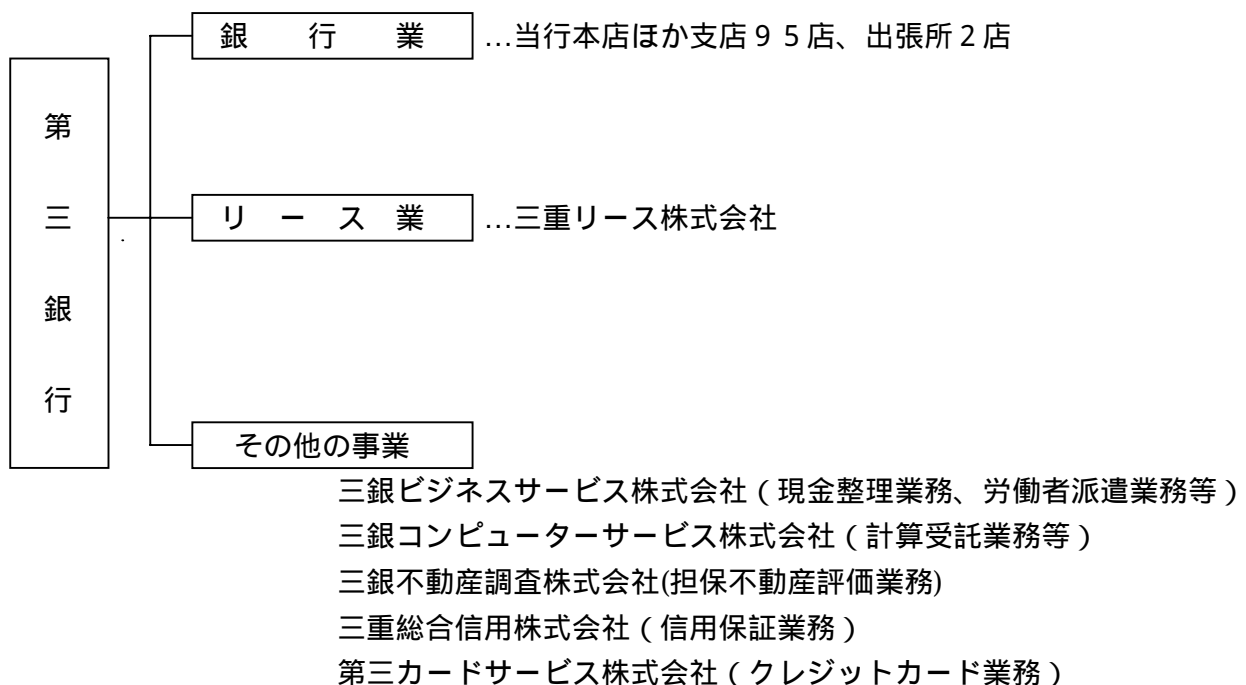 銀行業 …当行本店ほか支店９５店、出張所２店
第三銀行
リース業 …三重リース株式会社
その他の事業
三銀ビジネスサービス株式会社（現金整理業務、労働者派遣業務等）
三銀コンピューターサービス株式会社（計算受託業務等）
三銀不動産調査株式会社(担保不動産評価業務)
三重総合信用株式会社（信用保証業務）
第三カードサービス株式会社（クレジットカード業務）